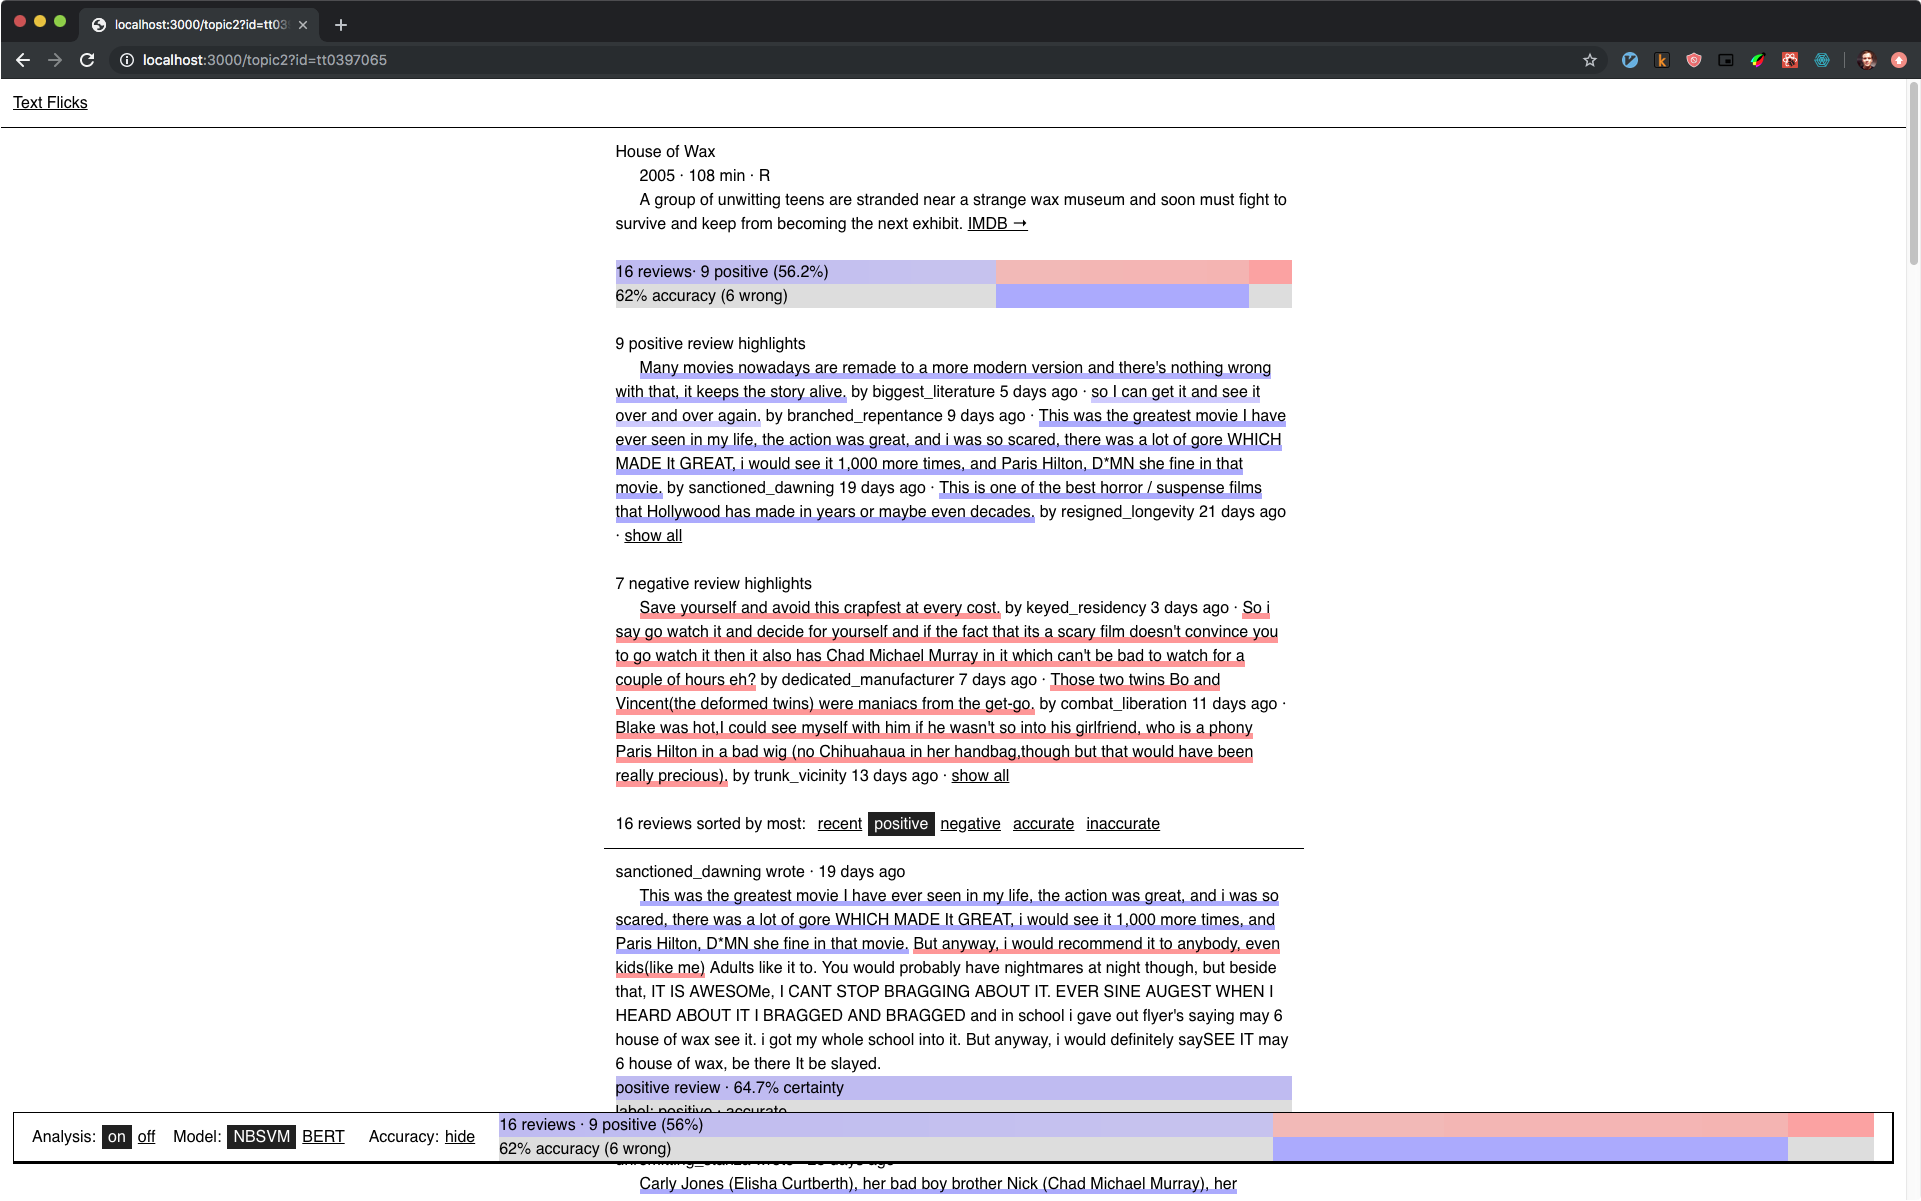 localhost:3000/topic2?id=tt03
localhost:3000/topic2?id=tt0397065
Text Flicks
House of Wax
2005 · 108 min · R
A group of unwitting teens are stranded near a strange wax museum and soon must fight to
survive and keep from becoming the next exhibit. IMDB →
16 reviews· 9 positive (56.2%)
62% accuracy (6 wrong)
9 positive review highlights
Many movies nowadays are remade to a more modern version and there's nothing wrong
with that, it keeps the story alive. by biggest_literature 5 days ago · so I can get it and see it
over and over again. by branched_repentance 9 days ago · This was the greatest movie I have
ever seen in my life, the action was great, and i was so scared, there was a lot of gore WHICH
MADE It GREAT, i would see it 1,000 more times, and Paris Hilton, D*MN she fine in that
movie. by sanctioned_dawning 19 days ago · This is one of the best horror / suspense films
that Hollywood has made in years or maybe even decades. by resigned_longevity 21 days ago
· show all
7 negative review highlights
Save yourself and avoid this crapfest at every cost. by keyed_residency 3 days ago · So i
say go watch it and decide for yourself and if the fact that its a scary film doesn't convince you
to go watch it then it also has Chad Michael Murray in it which can't be bad to watch for a
couple of hours eh? by dedicated_manufacturer 7 days ago · Those two twins Bo and
Vincent(the deformed twins) were maniacs from the get-go. by combat_liberation 11 days ago ·
Blake was hot,I could see myself with him if he wasn't so into his girlfriend, who is a phony
Paris Hilton in a bad wig (no Chihuahaua in her handbag,though but that would have been
really precious). by trunk_vicinity 13 days ago · show all
16 reviews sorted by most: recent positive negative accurate inaccurate
sanctioned_dawning wrote · 19 days ago
This was the greatest movie I have ever seen in my life, the action was great, and i was so
scared, there was a lot of gore WHICH MADE It GREAT, i would see it 1,000 more times, and
Paris Hilton, D*MN she fine in that movie. But anyway, i would recommend it to anybody, even
kids(like me) Adults like it to. You would probably have nightmares at night though, but beside
that, IT IS AWESOMe, I CANT STOP BRAGGING ABOUT IT. EVER SINE AUGEST WHEN I
HEARD ABOUT IT I BRAGGED AND BRAGGED and in school i gave out flyer's saying may 6
house of wax see it. i got my whole school into it. But anyway, i would definitely saySEE IT may
6 house of wax, be there It be slayed.
positive review · 64.7% certainty
label: positive · accurate
Analysis: on off Model: NBSVM BERT Accuracy: hide
16 reviews · 9 positive (56%)
62% accuracy (6 wrong)
Carly Jones (Elisha Curtberth), her bad boy brother Nick (Chad Michael Murray), her